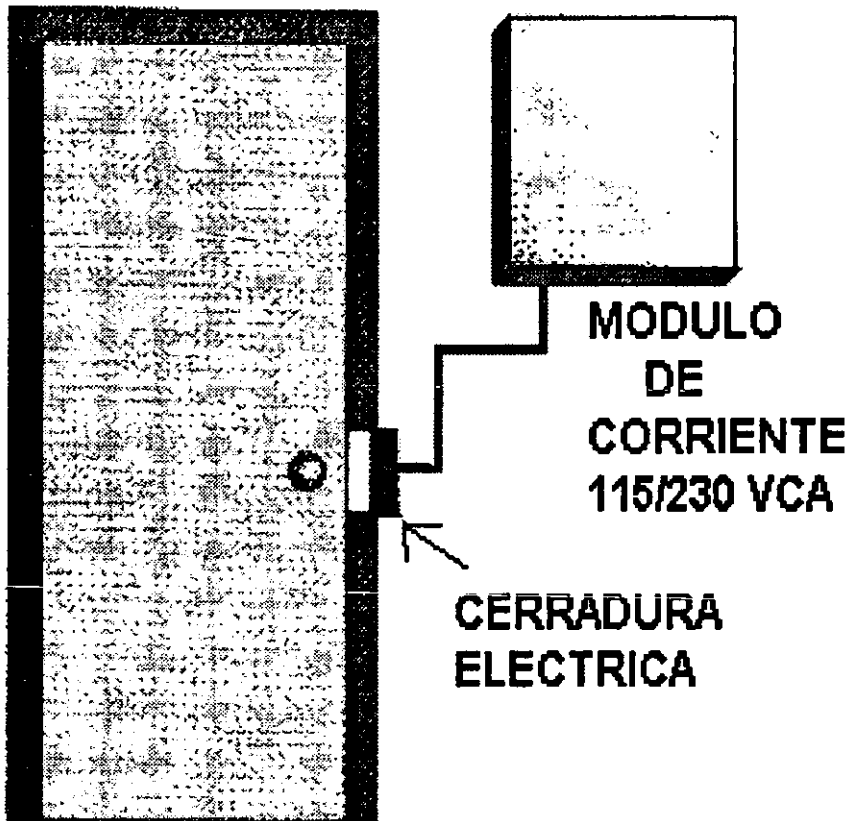 MODULO
DE
CORRIENTE
115/230 VCA
CERRADURA
ELECTRICA